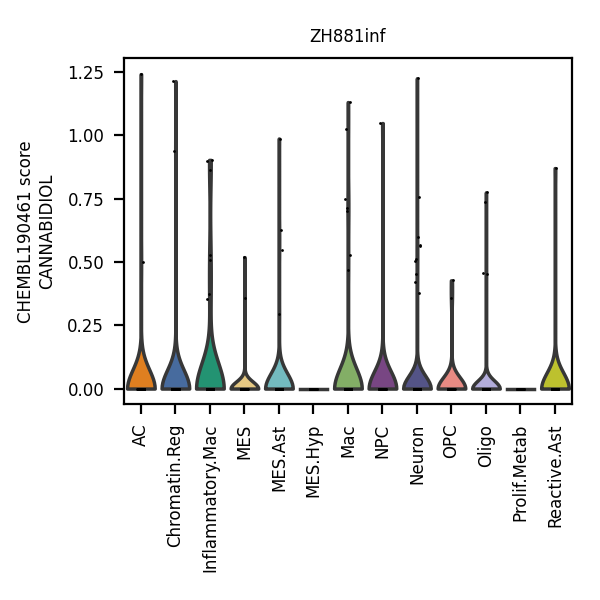 ZH881inf
CHEMBL190461 score
CANNABIDIOL
1.25
1.00
0.75
0.50
0.25
0.00
AC
Chromatin.Reg
Inflammatory.Mac
MES
MES.Ast
MES.Hyp
Mac
NPC
Neuron
OPC
Oligo
Prolif.Metab
Reactive.Ast